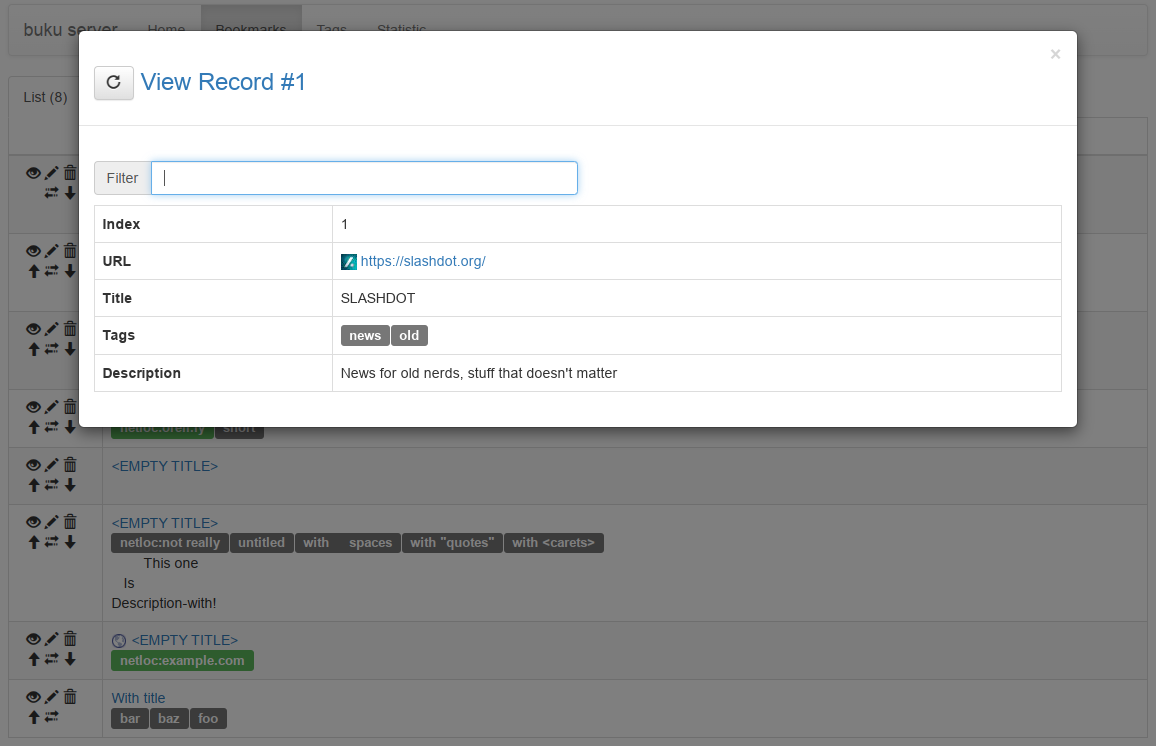 buku server Home Bookmarks Tags Statistic
×
View Record #1
List (8)
Filter
Index 1
URL https://slashdot.org/
Title SLASHDOT
Tags news old
Description News for old nerds, stuff that doesn't matter
netloc:oren.ly short
<EMPTY TITLE>
<EMPTY TITLE>
netloc:not really untitled with     spaces with "quotes" with <carets>
This one
Is
Description-with!
<EMPTY TITLE>
netloc:example.com
With title
bar baz foo